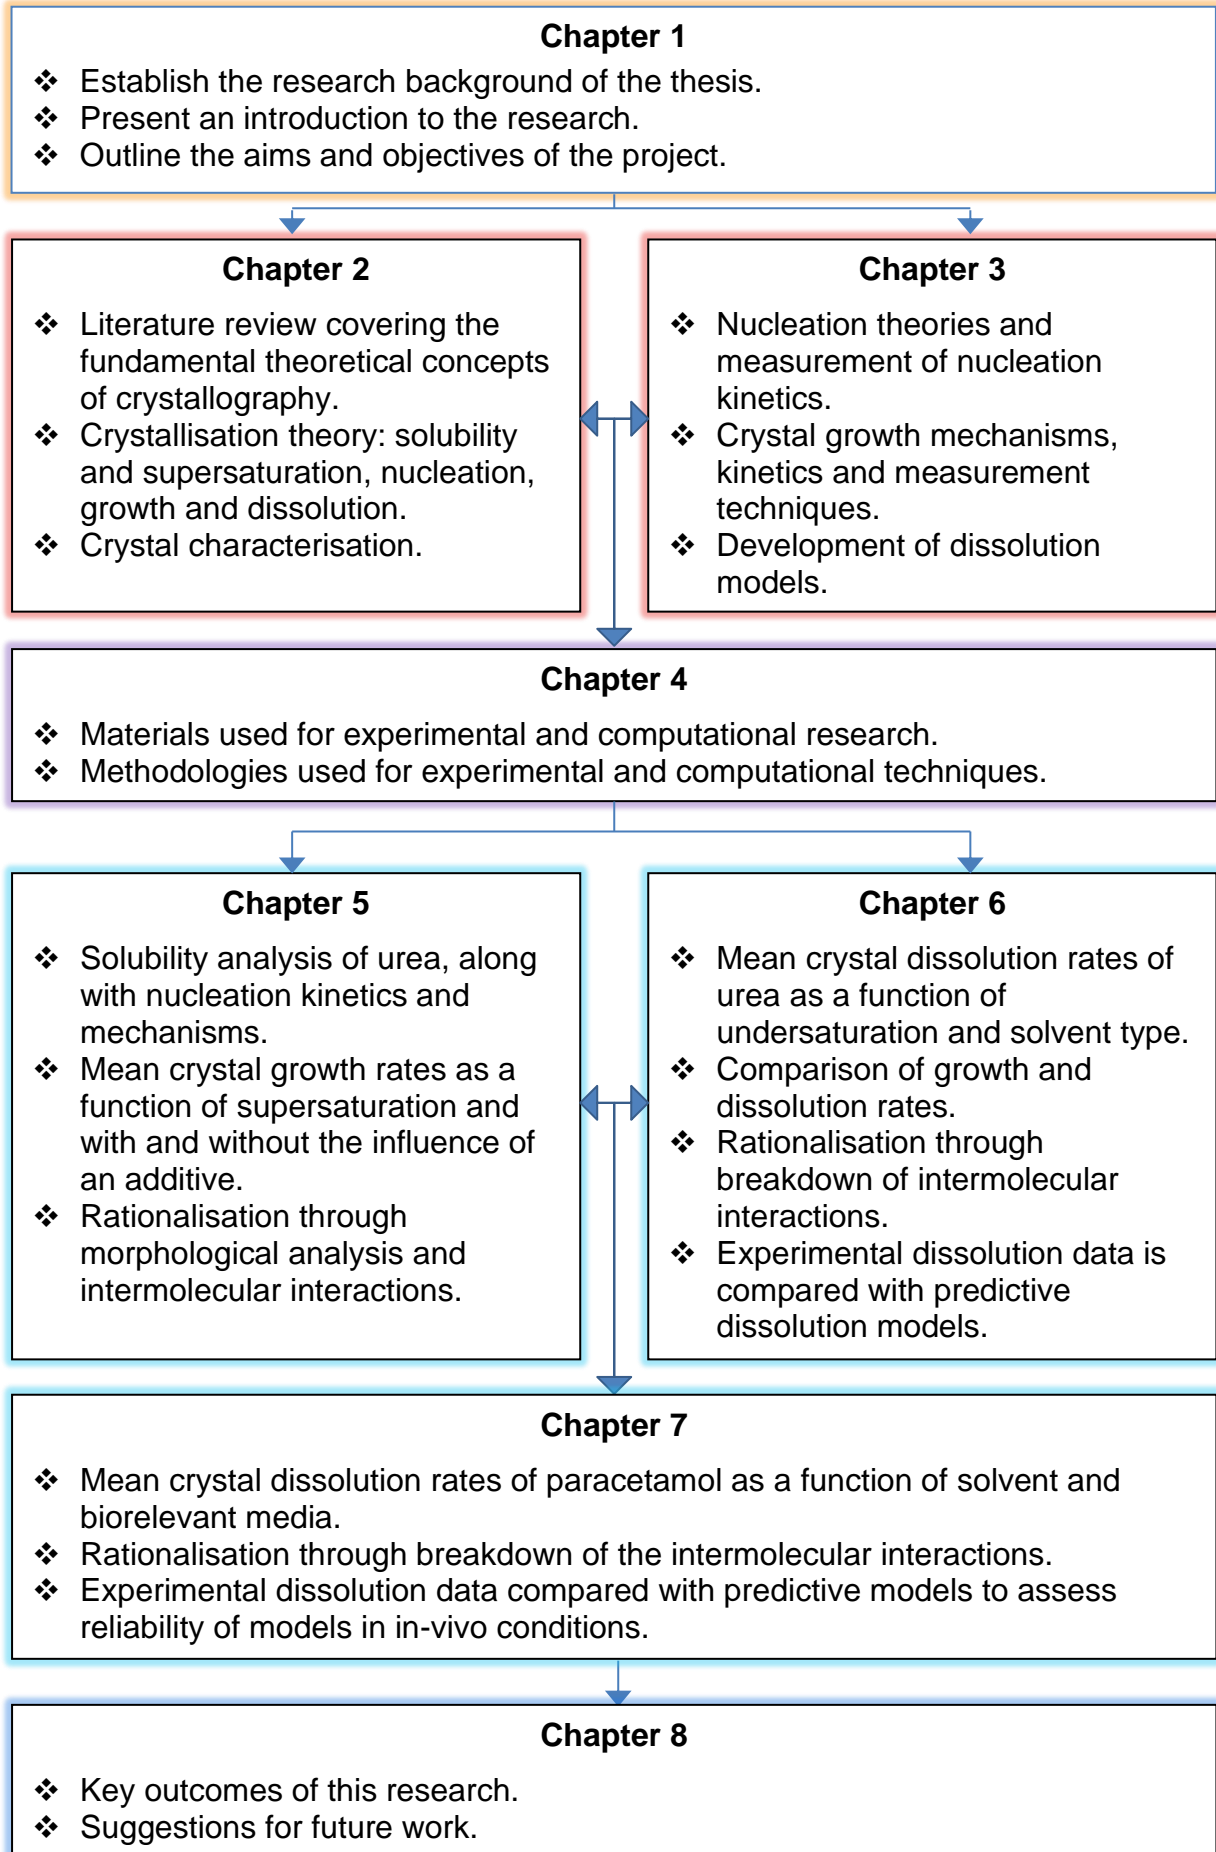 Chapter 1
❖ Establish the research background of the thesis.
❖ Present an introduction to the research.
❖ Outline the aims and objectives of the project.
Chapter 2
❖ Literature review covering the
fundamental theoretical concepts
of crystallography.
❖ Crystallisation theory: solubility
and supersaturation, nucleation,
growth and dissolution.
❖ Crystal characterisation.
Chapter 3
❖ Nucleation theories and
measurement of nucleation
kinetics.
❖ Crystal growth mechanisms,
kinetics and measurement
techniques.
❖ Development of dissolution
models.
Chapter 4
❖ Materials used for experimental and computational research.
❖ Methodologies used for experimental and computational techniques.
Chapter 5
❖ Solubility analysis of urea, along
with nucleation kinetics and
mechanisms.
❖ Mean crystal growth rates as a
function of supersaturation and
with and without the influence of
an additive.
❖ Rationalisation through
morphological analysis and
intermolecular interactions.
Chapter 6
❖ Mean crystal dissolution rates of
urea as a function of
undersaturation and solvent type.
❖ Comparison of growth and
dissolution rates.
❖ Rationalisation through
breakdown of intermolecular
interactions.
❖ Experimental dissolution data is
compared with predictive
dissolution models.
Chapter 7
❖ Mean crystal dissolution rates of paracetamol as a function of solvent and
biorelevant media.
❖ Rationalisation through breakdown of the intermolecular interactions.
❖ Experimental dissolution data compared with predictive models to assess
reliability of models in in-vivo conditions.
Chapter 8
❖ Key outcomes of this research.
❖ Suggestions for future work.